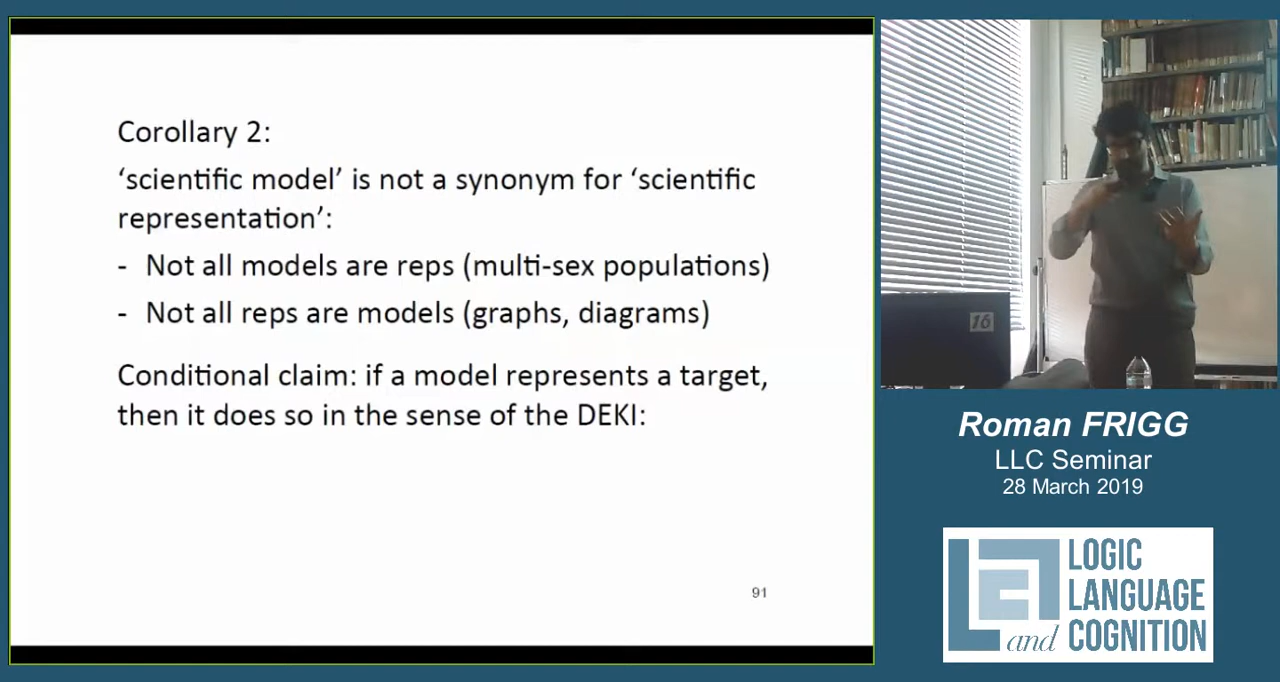 Corollary 2:
‘scientific model’ is not a synonym for ‘scientific
representation’:
- Not all models are reps (multi-sex populations)
- Not all reps are models (graphs, diagrams)
Conditional claim: if a model represents a target,
then it does so in the sense of the DEKI:
91
16
Roman FRIGG
LLC Seminar
28 March 2019
LOGIC
LANGUAGE
and COGNITION